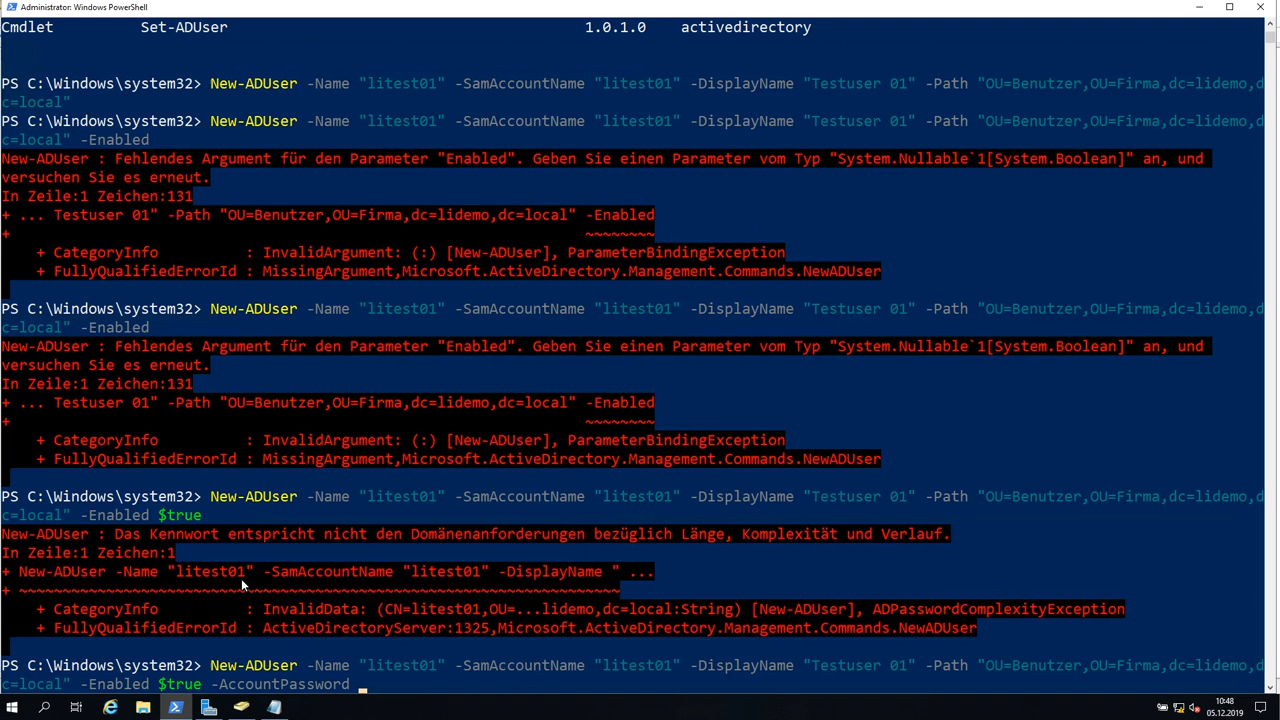 Administrator: Windows PowerShell
Cmdlet Set-ADUser 1.0.1.0 activedirectory
PS C:\Windows\system32> New-ADUser -Name "litest01" -SamAccountName "litest01" -DisplayName "Testuser 01" -Path "OU=Benutzer,OU=Firma,dc=lidemo,d
c=local"
PS C:\Windows\system32> New-ADUser -Name "litest01" -SamAccountName "litest01" -DisplayName "Testuser 01" -Path "OU=Benutzer,OU=Firma,dc=lidemo,d
c=local" -Enabled
New-ADUser : Fehlendes Argument für den Parameter "Enabled". Geben Sie einen Parameter vom Typ "System.Nullable`1[System.Boolean]" an, und
versuchen Sie es erneut.
In Zeile:1 Zeichen:131
+ ... Testuser 01" -Path "OU=Benutzer,OU=Firma,dc=lidemo,dc=local" -Enabled
+ ~~~~~~~~
+ CategoryInfo : InvalidArgument: (:) [New-ADUser], ParameterBindingException
+ FullyQualifiedErrorId : MissingArgument,Microsoft.ActiveDirectory.Management.Commands.NewADUser
PS C:\Windows\system32> New-ADUser -Name "litest01" -SamAccountName "litest01" -DisplayName "Testuser 01" -Path "OU=Benutzer,OU=Firma,dc=lidemo,d
c=local" -Enabled
New-ADUser : Fehlendes Argument für den Parameter "Enabled". Geben Sie einen Parameter vom Typ "System.Nullable`1[System.Boolean]" an, und
versuchen Sie es erneut.
In Zeile:1 Zeichen:131
+ ... Testuser 01" -Path "OU=Benutzer,OU=Firma,dc=lidemo,dc=local" -Enabled
+ ~~~~~~~~
+ CategoryInfo : InvalidArgument: (:) [New-ADUser], ParameterBindingException
+ FullyQualifiedErrorId : MissingArgument,Microsoft.ActiveDirectory.Management.Commands.NewADUser
PS C:\Windows\system32> New-ADUser -Name "litest01" -SamAccountName "litest01" -DisplayName "Testuser 01" -Path "OU=Benutzer,OU=Firma,dc=lidemo,d
c=local" -Enabled $true
New-ADUser : Das Kennwort entspricht nicht den Domänenanforderungen bezüglich Länge, Komplexität und Verlauf.
In Zeile:1 Zeichen:1
+ New-ADUser -Name "litest01" -SamAccountName "litest01" -DisplayName " ...
+ ~~~~~~~~~~~~~~~~~~~~~~~~~~~~~~~~~~~~~~~~~~~~~~~~~~~~~~~~~~~~~~~~~~~~~
+ CategoryInfo : InvalidData: (CN=litest01,OU=...lidemo,dc=local:String) [New-ADUser], ADPasswordComplexityException
+ FullyQualifiedErrorId : ActiveDirectoryServer:1325,Microsoft.ActiveDirectory.Management.Commands.NewADUser
PS C:\Windows\system32> New-ADUser -Name "litest01" -SamAccountName "litest01" -DisplayName "Testuser 01" -Path "OU=Benutzer,OU=Firma,dc=lidemo,d
c=local" -Enabled $true -AccountPassword
10:48
05.12.2019